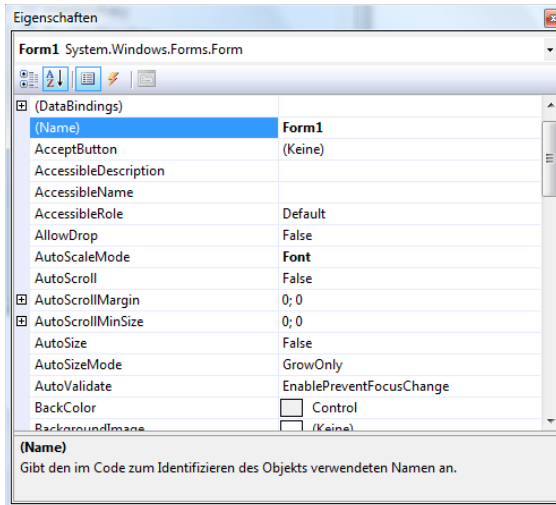 Eigenschaften
Form1 System.Windows.Forms.Form
(DataBindings)
(Name) Form1
AcceptButton (Keine)
AccessibleDescription
AccessibleName
AccessibleRole Default
AllowDrop False
AutoScaleMode Font
AutoScroll False
AutoScrollMargin 0; 0
AutoScrollMinSize 0; 0
AutoSize False
AutoSizeMode GrowOnly
AutoValidate EnablePreventFocusChange
BackColor Control
BackgroundImage (Keine)
(Name)
Gibt den im Code zum Identifizieren des Objekts verwendeten Namen an.